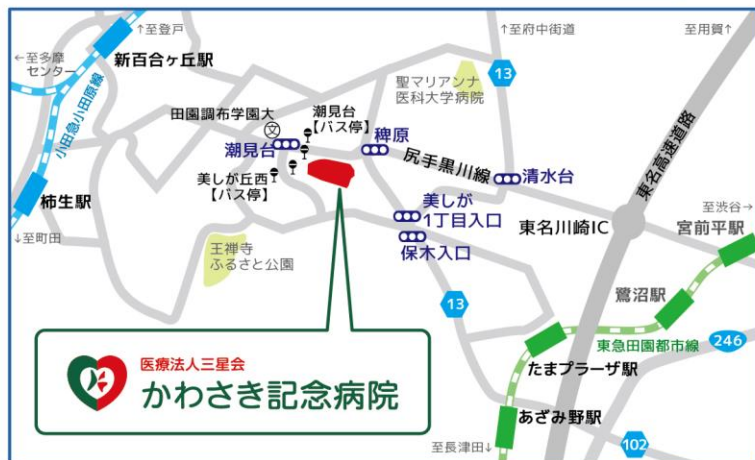 ↑至登戸
↑至府中街道
至用賀↑
←至多摩
センター
新百合ヶ丘駅
小田急小田原線
13
聖マリアンナ
医科大学病院
田園調布学園大
文
潮見台
【バス停】
潮見台
稗原
尻手黒川線
清水台
東名高速道路
美しが丘西
【バス停】
柿生駅
↓至町田
美しが
1丁目入口
保木入口
東名川崎IC
至渋谷→
宮前平駅
王禅寺
ふるさと公園
13
鷺沼駅
246
東急田園都市線
たまプラーザ駅
あざみ野駅
至長津田↓
102
医療法人三星会
かわさき記念病院